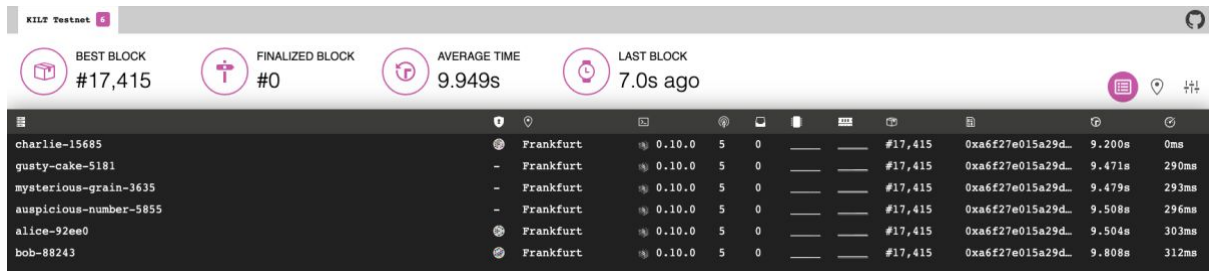 KILT Testnet 6
BEST BLOCK FINALIZED BLOCK AVERAGE TIME LAST BLOCK
#17,415 #0 9.949s 7.0s ago
charlie-15685 Frankfurt 0.10.0 5 0 #17,415 0xa6f27e015a29d… 9.200s 0ms
gusty-cake-5181 – Frankfurt 0.10.0 5 0 #17,415 0xa6f27e015a29d… 9.471s 290ms
mysterious-grain-3635 – Frankfurt 0.10.0 5 0 #17,415 0xa6f27e015a29d… 9.479s 293ms
auspicious-number-5855 – Frankfurt 0.10.0 5 0 #17,415 0xa6f27e015a29d… 9.508s 296ms
alice-92ee0 Frankfurt 0.10.0 5 0 #17,415 0xa6f27e015a29d… 9.504s 303ms
bob-88243 Frankfurt 0.10.0 5 0 #17,415 0xa6f27e015a29d… 9.808s 312ms